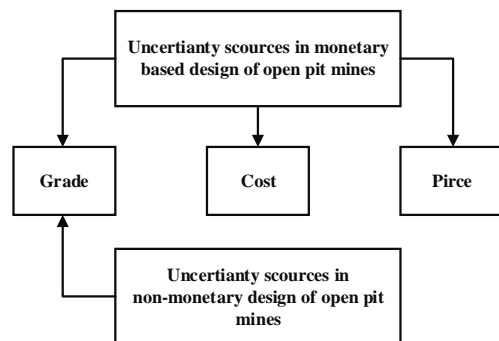 Uncertianty scources in monetary
based design of open pit mines
Grade
Cost
Pirce
Uncertianty scources in
non-monetary design of open pit
mines